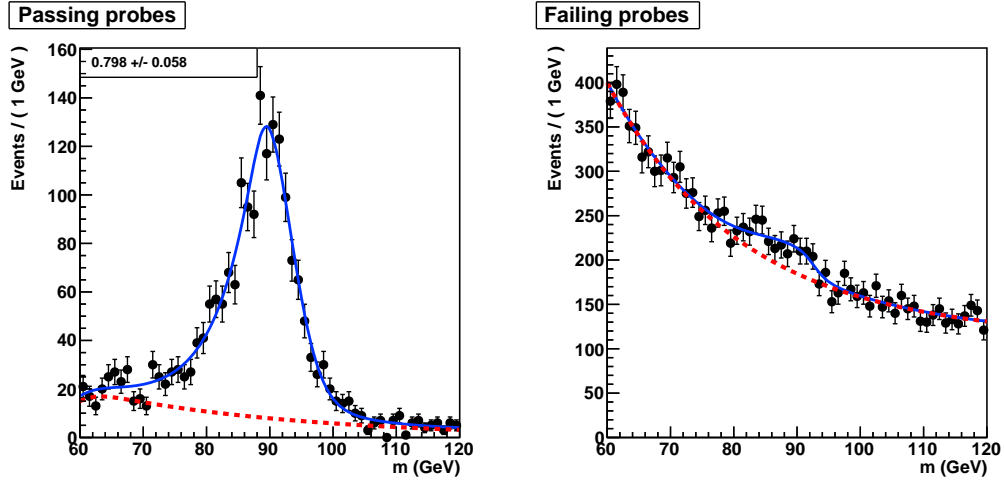 Passing probes
Events / ( 1 GeV )
160
140
120
100
80
60
40
20
0
0.798 +/- 0.058
60 70 80 90 100 110 120
m (GeV)
Failing probes
Events / ( 1 GeV )
400
350
300
250
200
150
100
50
0
60 70 80 90 100 110 120
m (GeV)